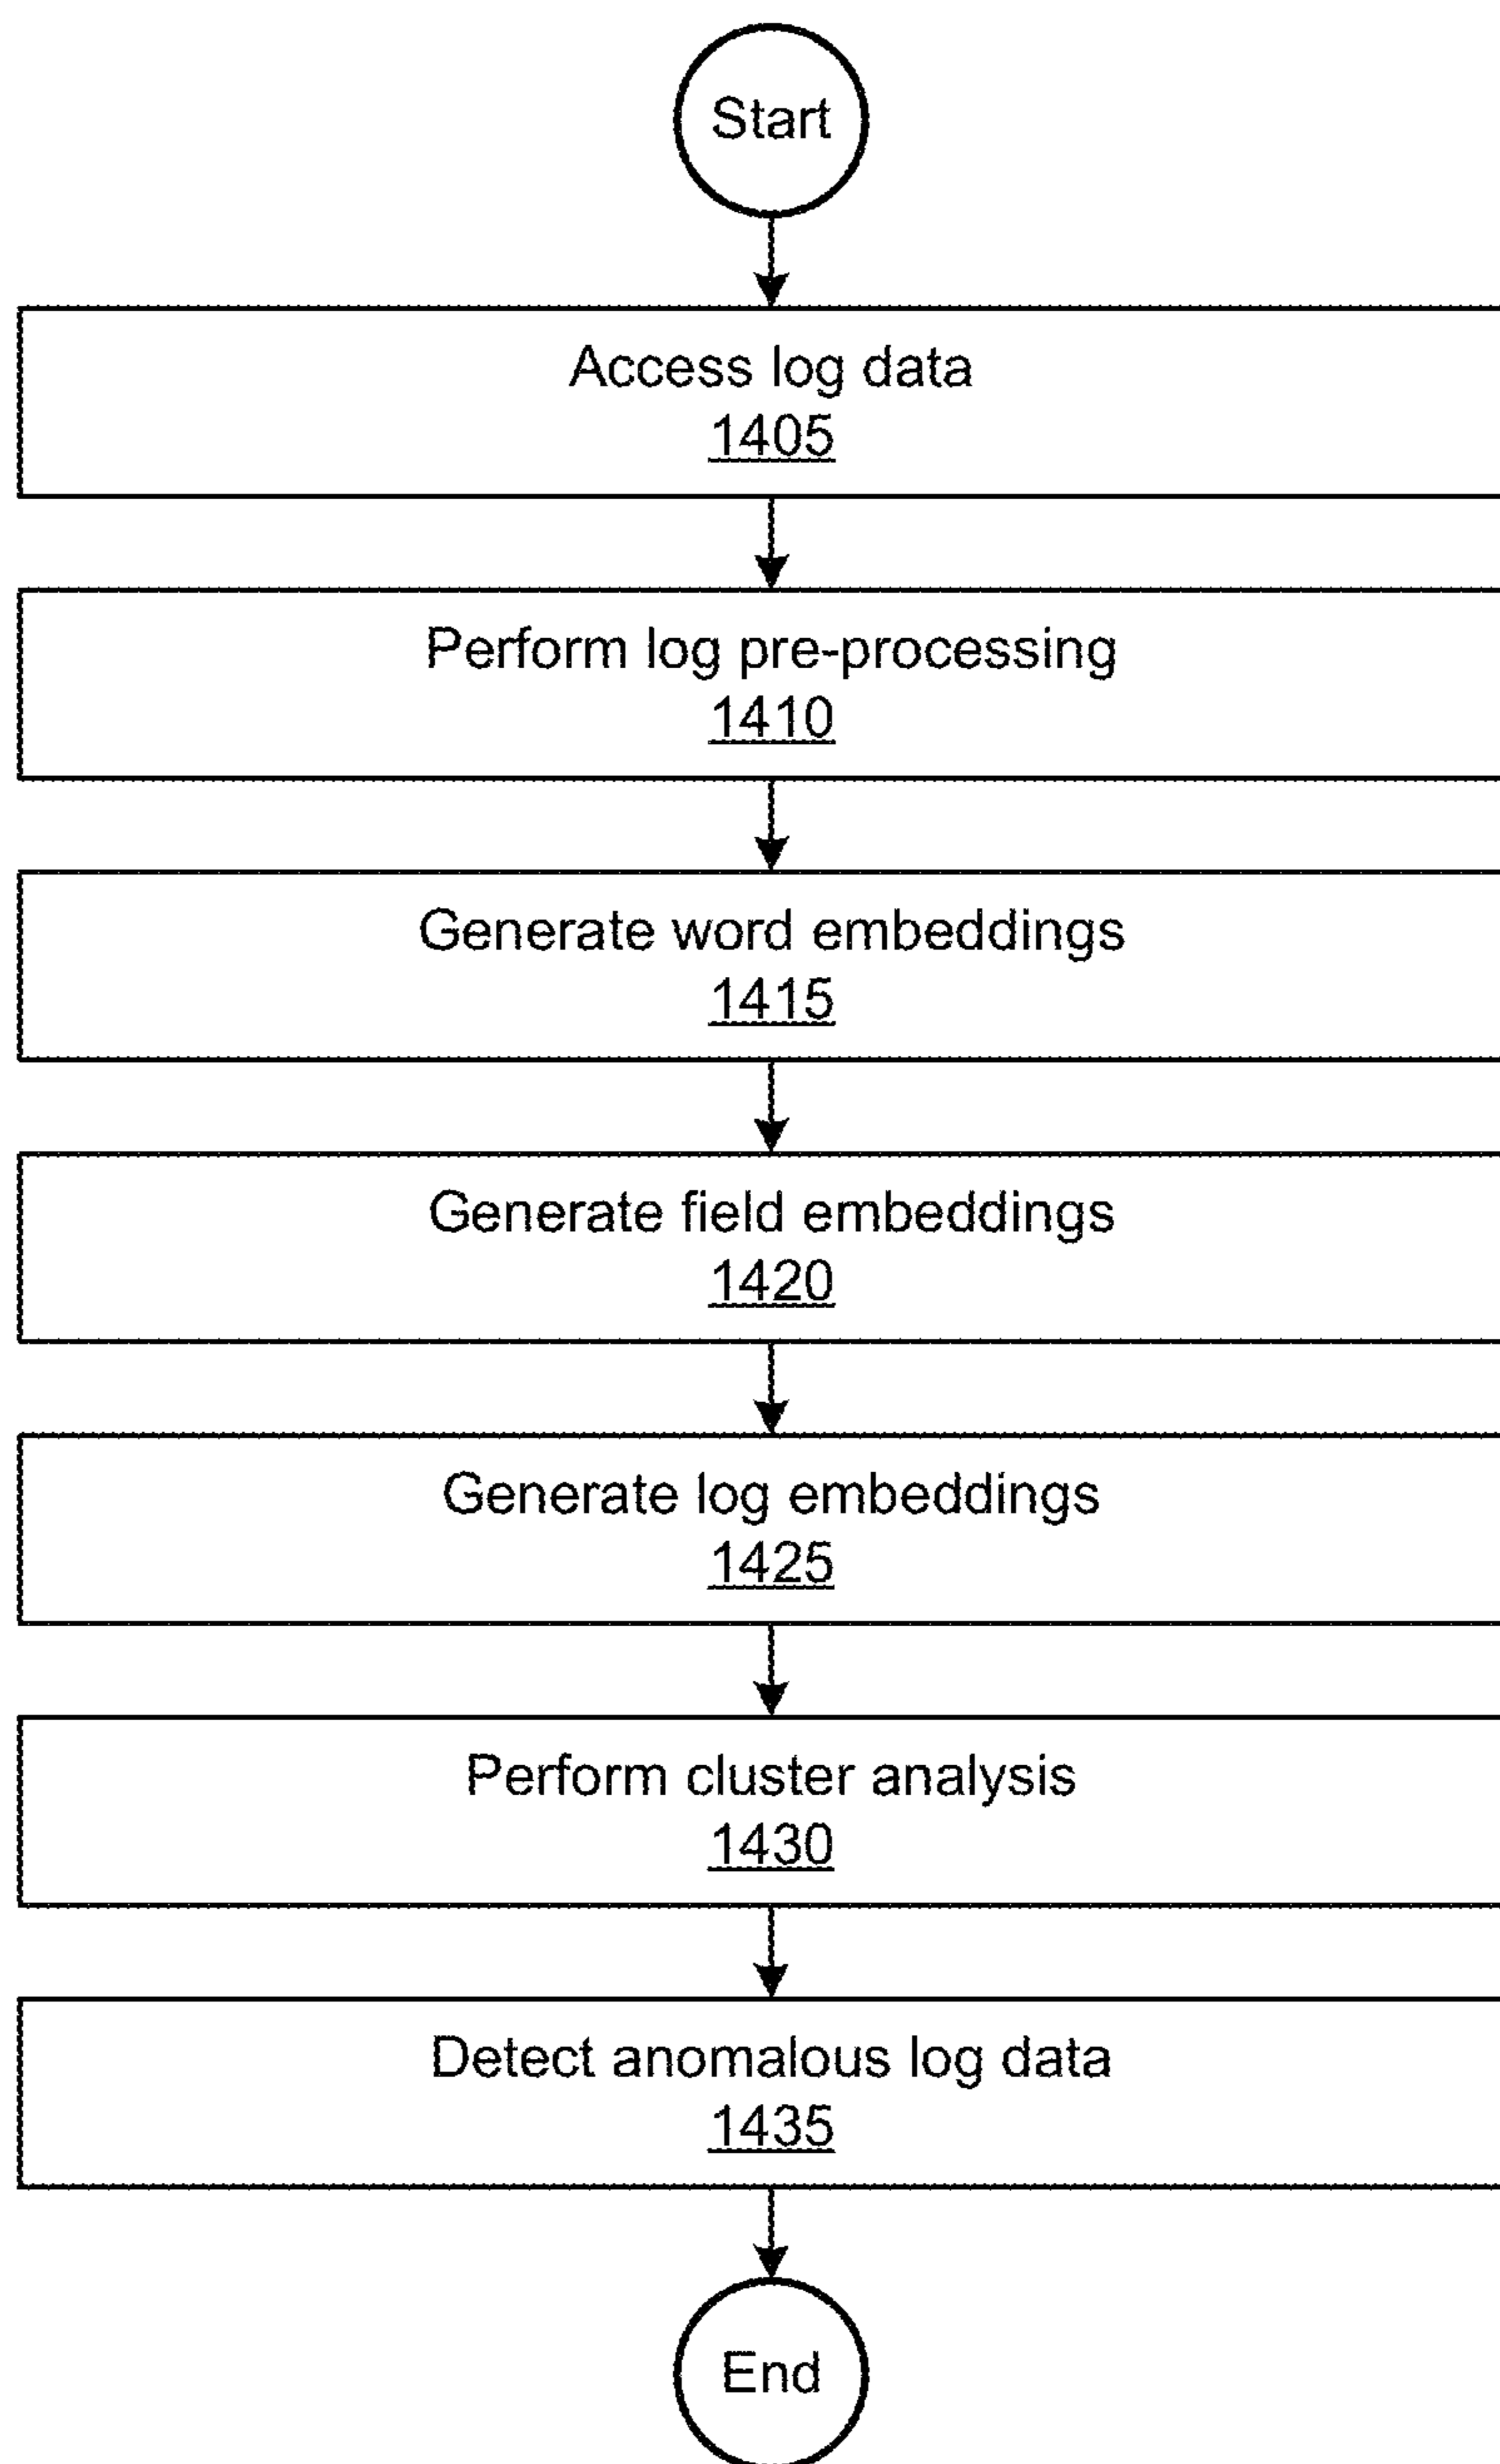 Start
Access log data
1405
Perform log pre-processing
1410
Generate word embeddings
1415
Generate field embeddings
1420
Generate log embeddings
1425
Perform cluster analysis
1430
Detect anomalous log data
1435
End